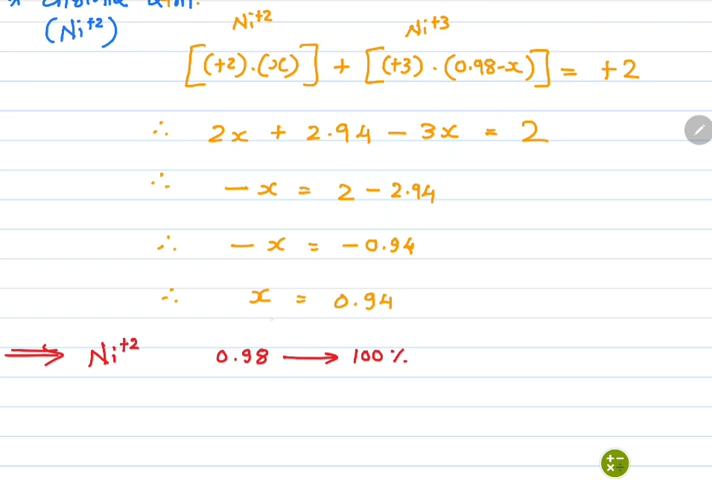 (Ni⁺²) Ni⁺² Ni⁺³
[(+2)·(x)] + [(+3)·(0.98-x)] = +2
∴ 2x + 2.94 - 3x = 2
∴ -x = 2 - 2.94
∴ -x = -0.94
∴ x = 0.94
⟹ Ni⁺² 0.98 ⟶ 100 %.